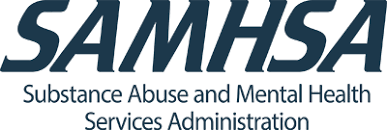 SAMHSA
Substance Abuse and Mental Health
Services Administration